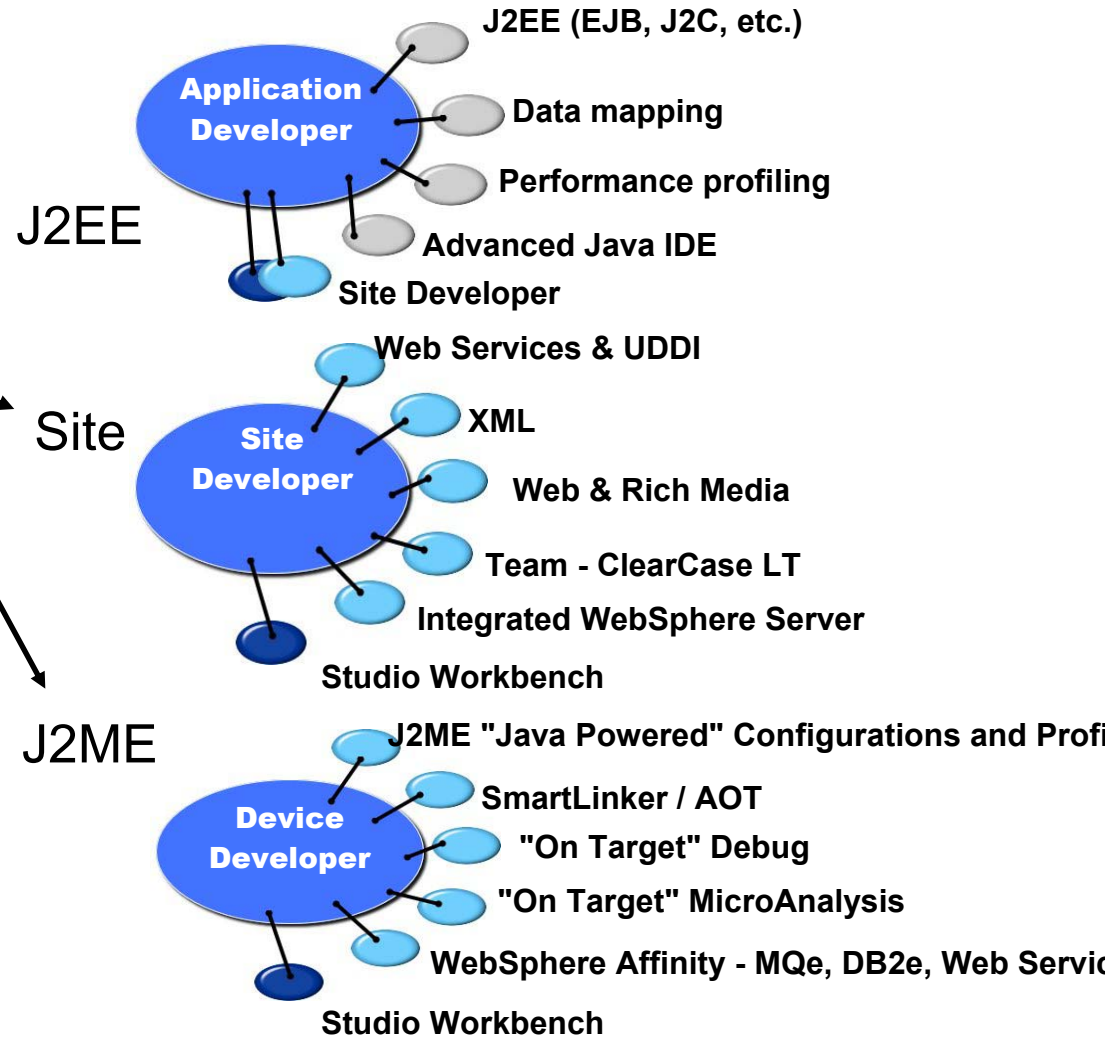 J2EE (EJB, J2C, etc.)
Application
Developer
Data mapping
Performance profiling
J2EE
Advanced Java IDE
Site Developer
Web Services & UDDI
Site
Site
Developer
XML
Web & Rich Media
Team - ClearCase LT
Integrated WebSphere Server
Studio Workbench
J2ME
J2ME "Java Powered" Configurations and Profi
Device
Developer
SmartLinker / AOT
"On Target" Debug
"On Target" MicroAnalysis
WebSphere Affinity - MQe, DB2e, Web Servic
Studio Workbench